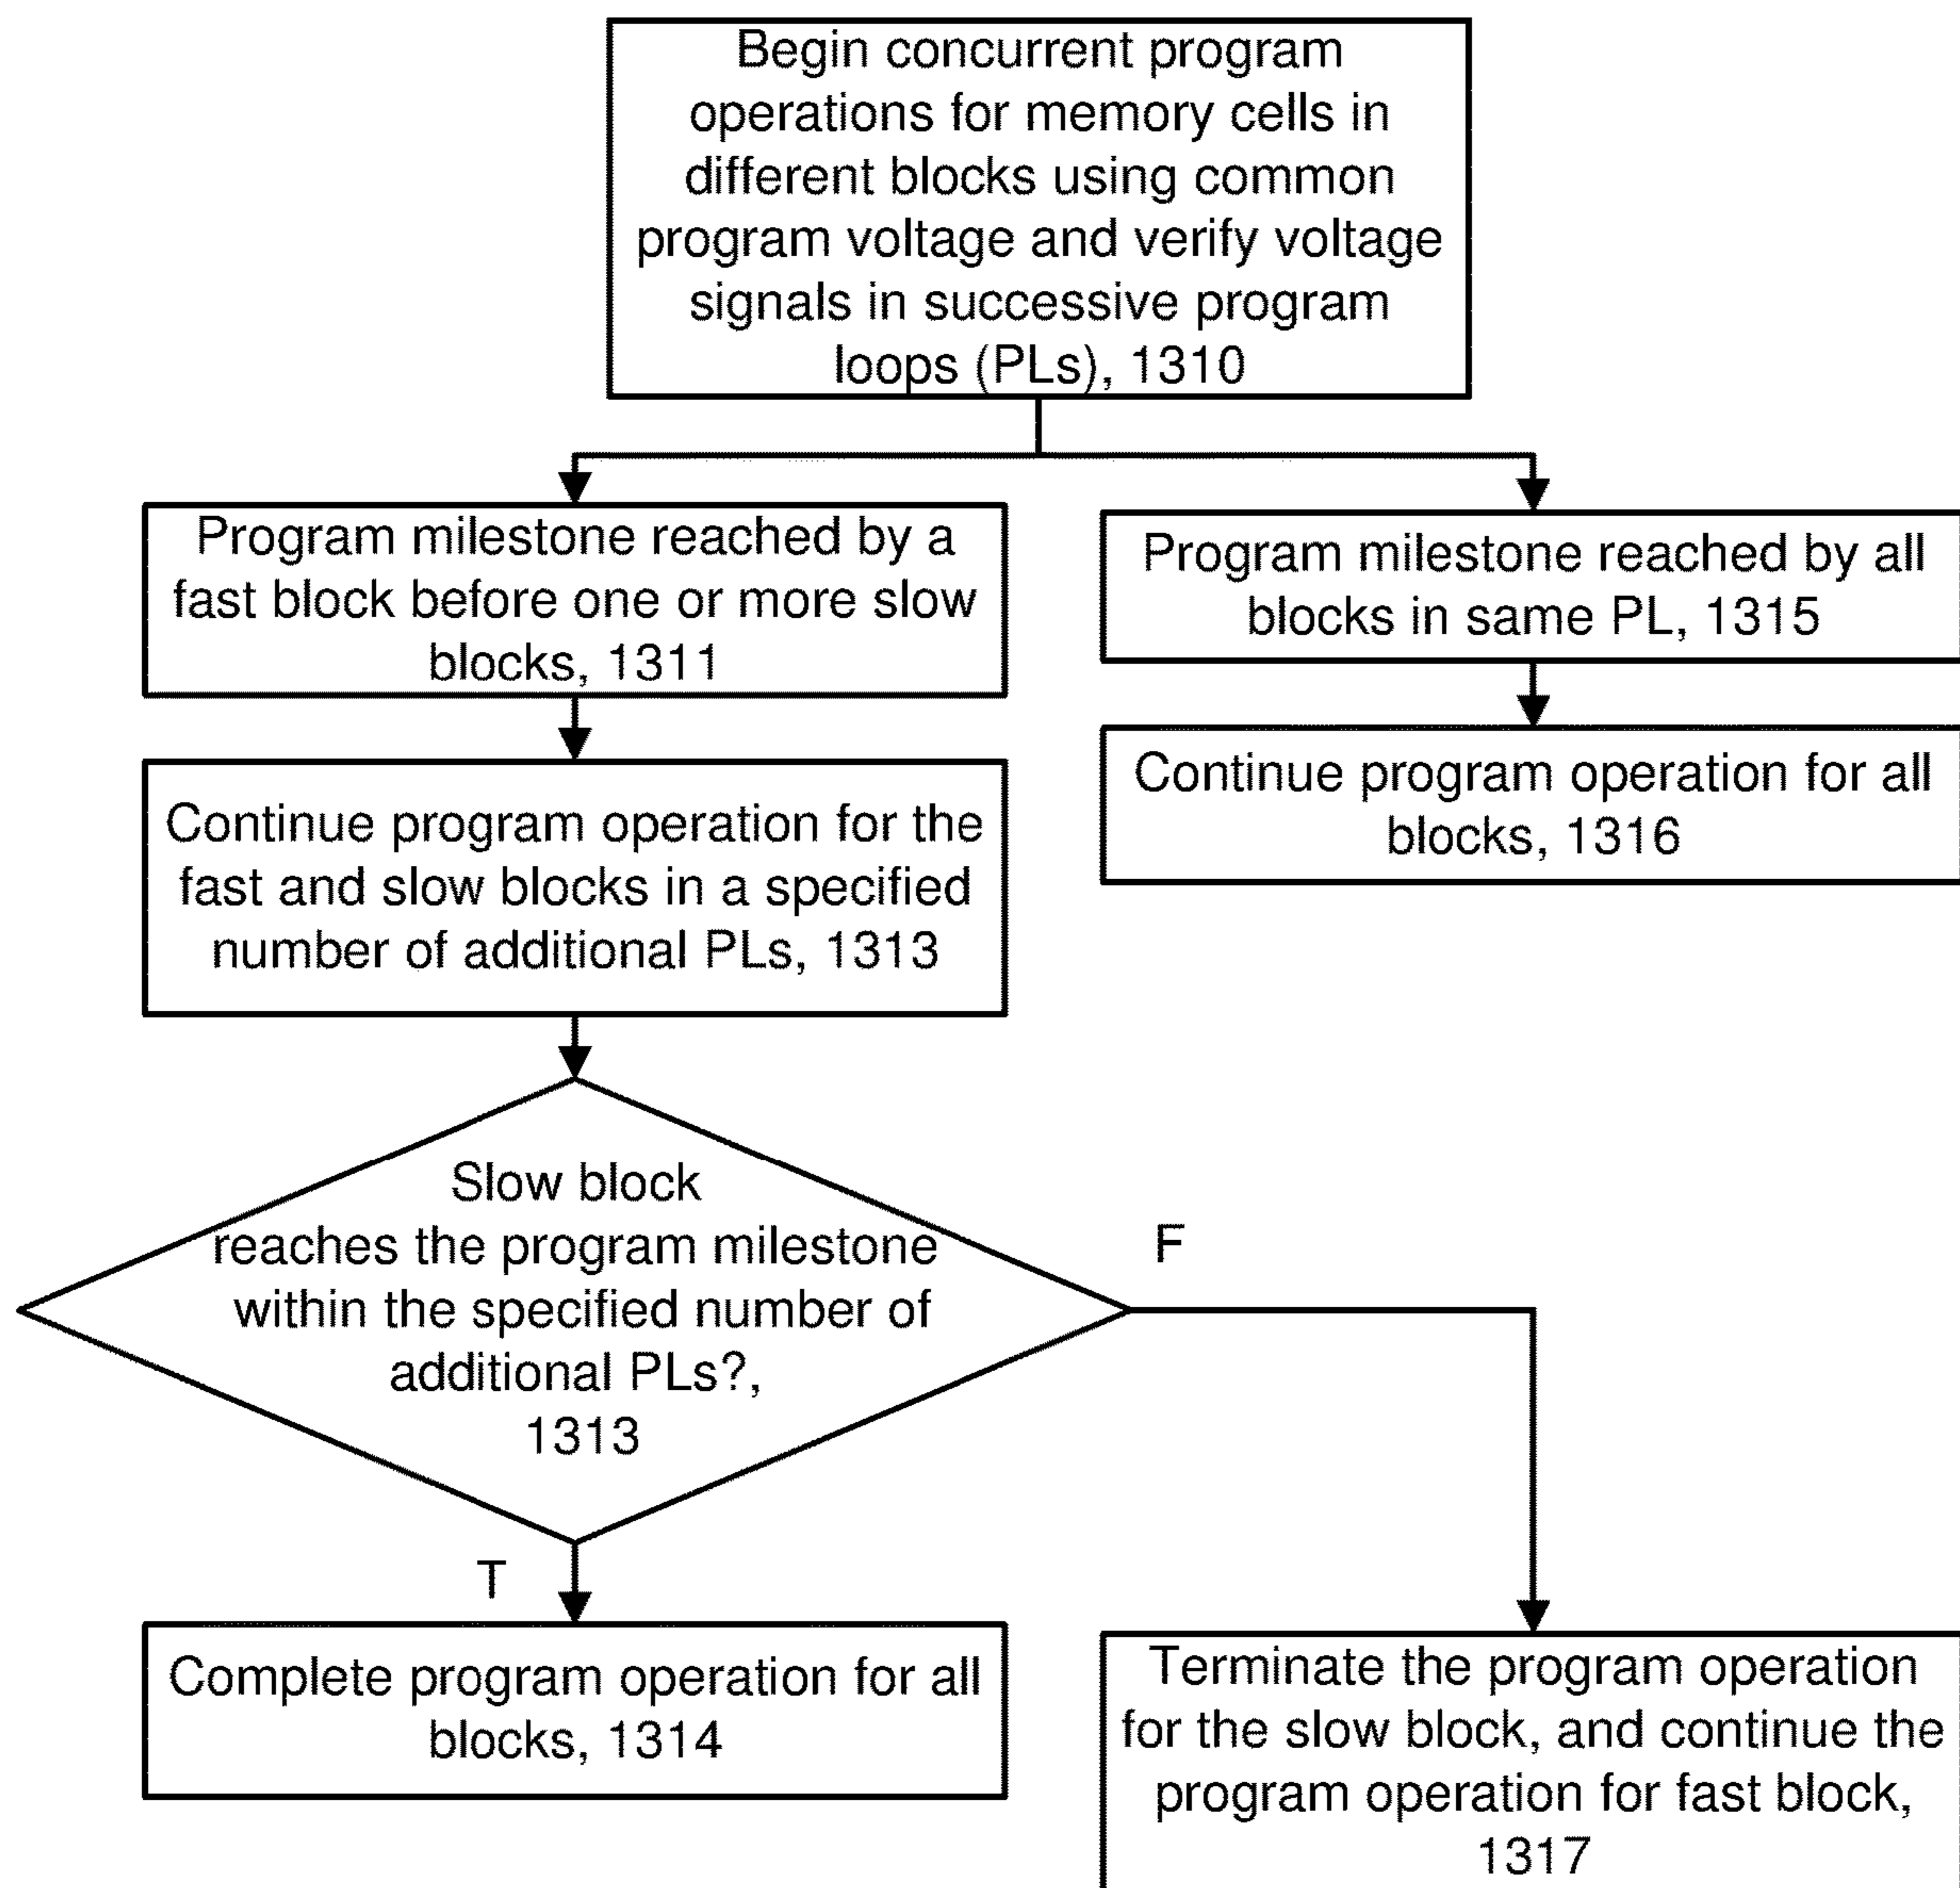 Begin concurrent program
operations for memory cells in
different blocks using common
program voltage and verify voltage
signals in successive program
loops (PLs), 1310
Program milestone reached by a
fast block before one or more slow
blocks, 1311
Program milestone reached by all
blocks in same PL, 1315
Continue program operation for all
blocks, 1316
Continue program operation for the
fast and slow blocks in a specified
number of additional PLs, 1313
Slow block
reaches the program milestone
within the specified number of
additional PLs?,
1313
F
T
Complete program operation for all
blocks, 1314
Terminate the program operation
for the slow block, and continue the
program operation for fast block,
1317